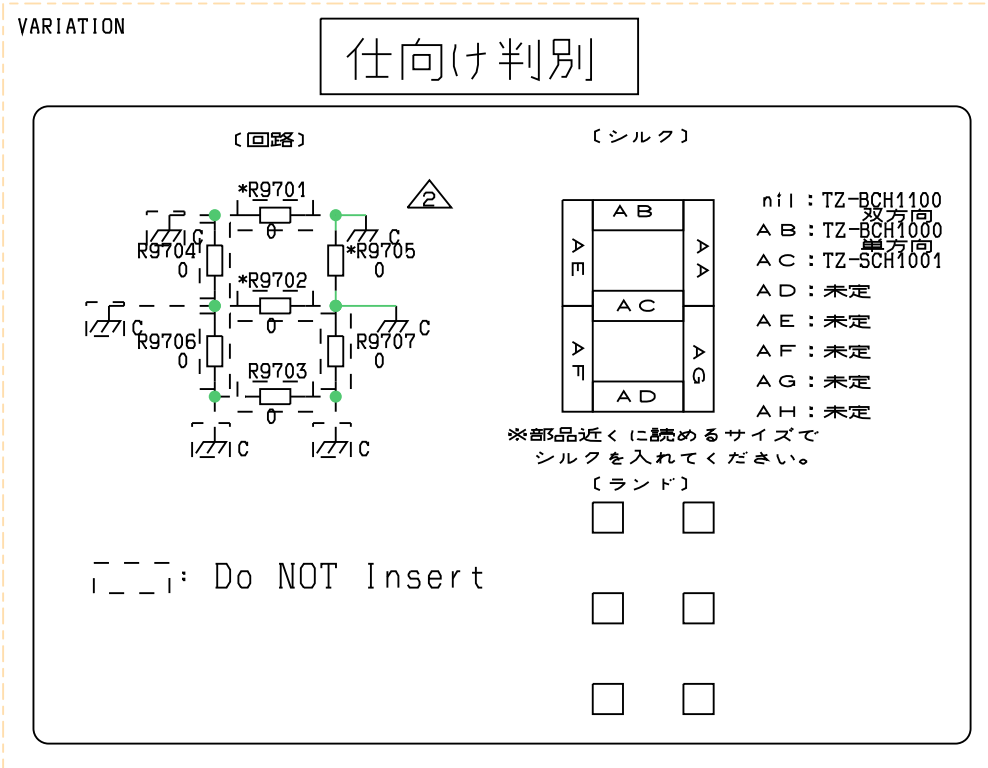 VARIATION
仕向け判別
〔回路〕
〔シルク〕
*R9701
2
0
C
C
R9704
0
*R9705
0
*R9702
0
C
C
R9706
0
R9707
0
R9703
0
C
C
AB
AE
AA
AC
AF
AG
AD
nil : TZ-BCH1100
双方向
AB : TZ-BCH1000
単方向
AC : TZ-SCH1001
AD : 未定
AE : 未定
AF : 未定
AG : 未定
AH : 未定
※部品近くに読めるサイズで
シルクを入れてください。
〔ランド〕
: Do NOT Insert